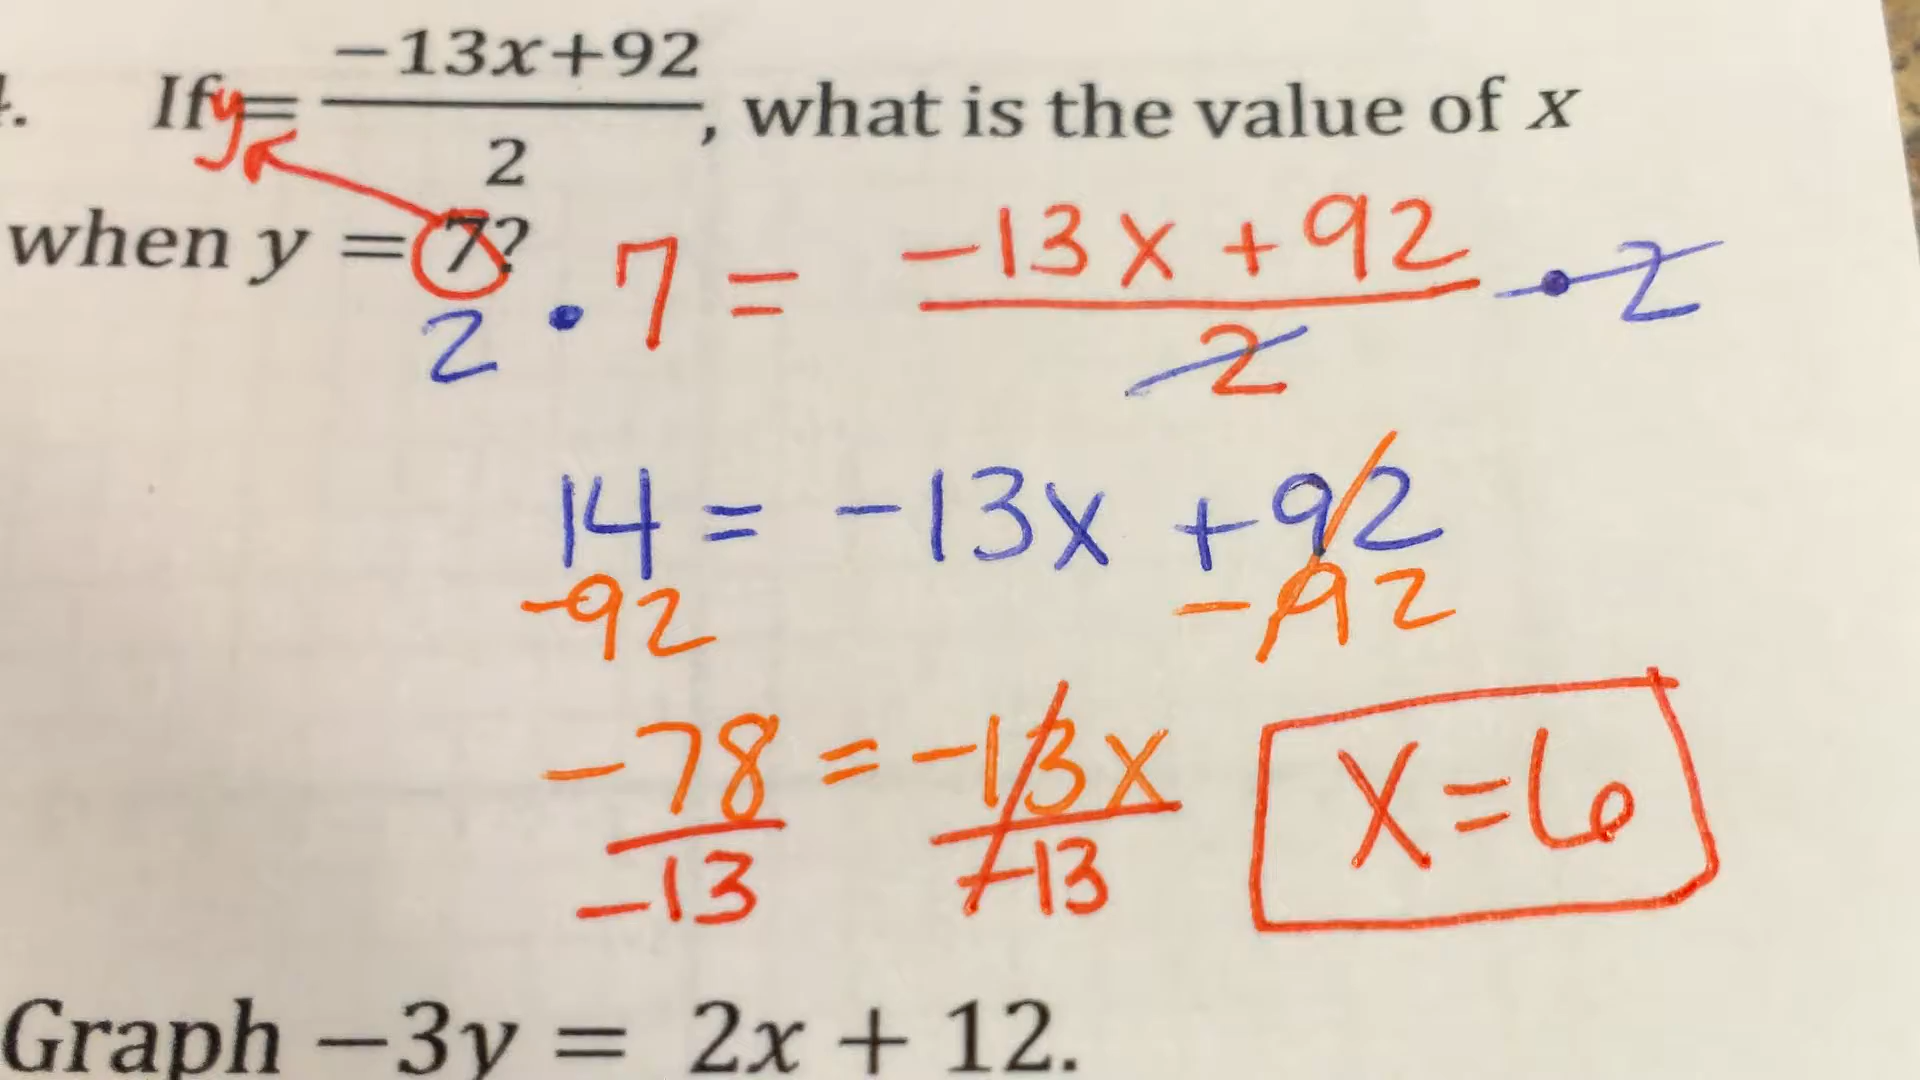 -13x+92
4. If y= , what is the value of x
2
when y = 7?
2 • 7 = -13x + 92 • 2
2
14 = -13x + 92
-92 -92
-78 = -13x
-13 -13
x = 6
Graph -3y = 2x + 12.